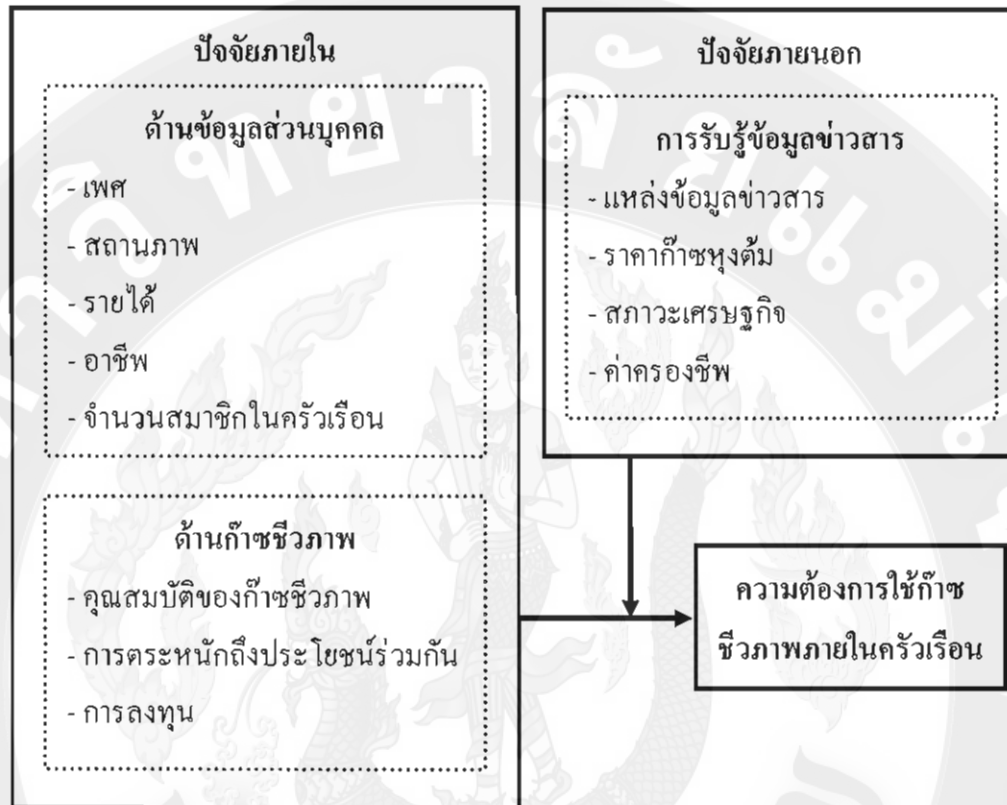 ปัจจัยภายใน
ด้านข้อมูลส่วนบุคคล
- เพศ
- สถานภาพ
- รายได้
- อาชีพ
- จำนวนสมาชิกในครัวเรือน
ด้านก๊าซชีวภาพ
- คุณสมบัติของก๊าซชีวภาพ
- การตระหนักถึงประโยชน์ร่วมกัน
- การลงทุน
ปัจจัยภายนอก
การรับรู้ข้อมูลข่าวสาร
- แหล่งข้อมูลข่าวสาร
- ราคาก๊าซหุงต้ม
- สภาวะเศรษฐกิจ
- ค่าครองชีพ
ความต้องการใช้ก๊าซ
ชีวภาพภายในครัวเรือน